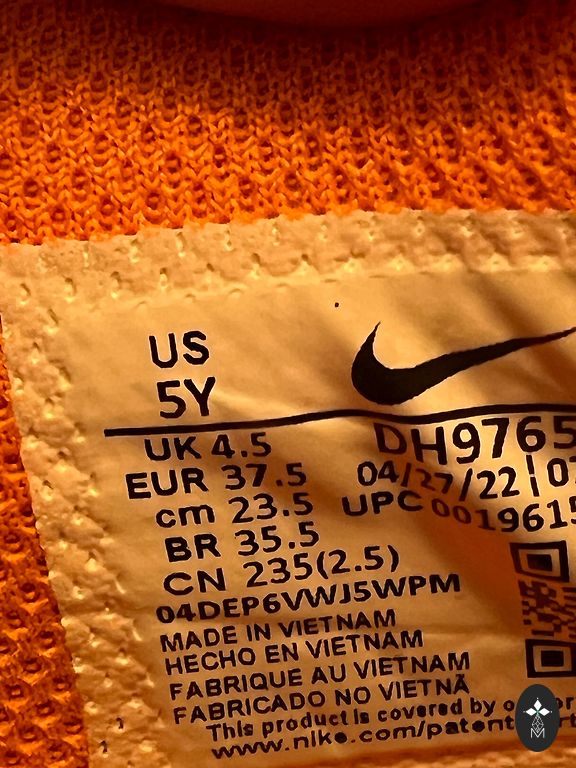 US
5Y
UK 4.5
EUR 37.5
cm 23.5
BR 35.5
CN 235(2.5)
04DEP6VWJ5WPM
DH9765
04/27/22 | 07
UPC 0019615
MADE IN VIETNAM
HECHO EN VIETNAM
FABRIQUE AU VIETNAM
FABRICADO NO VIETNÃ
This product is covered by
www.nike.com/patent
M